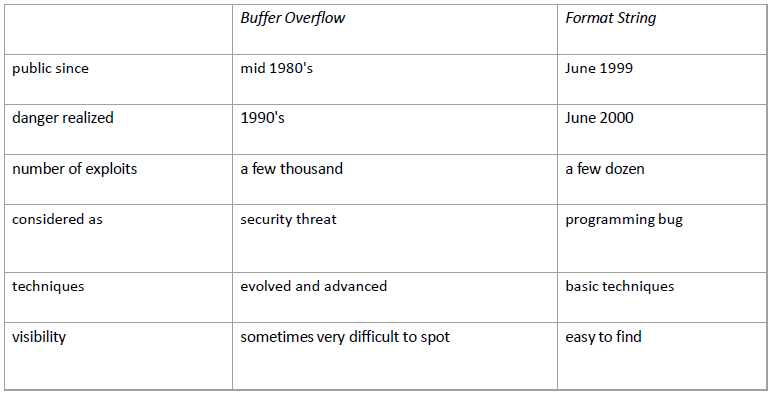 Buffer Overflow Format String
public since mid 1980's June 1999
danger realized 1990's June 2000
number of exploits a few thousand a few dozen
considered as security threat programming bug
techniques evolved and advanced basic techniques
visibility sometimes very difficult to spot easy to find